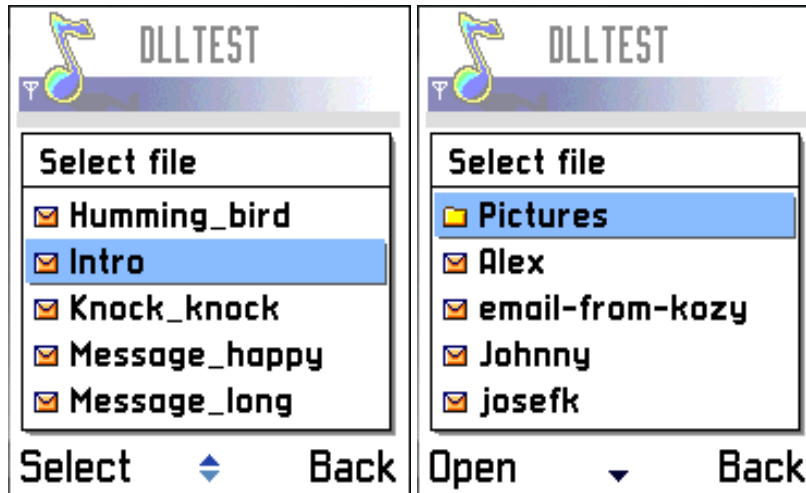 DLLTEST
Select file
Humming_bird
Intro
Knock_knock
Message_happy
Message_long
Select Back
DLLTEST
Select file
Pictures
Alex
email-from-kozy
Johnny
josefk
Open Back